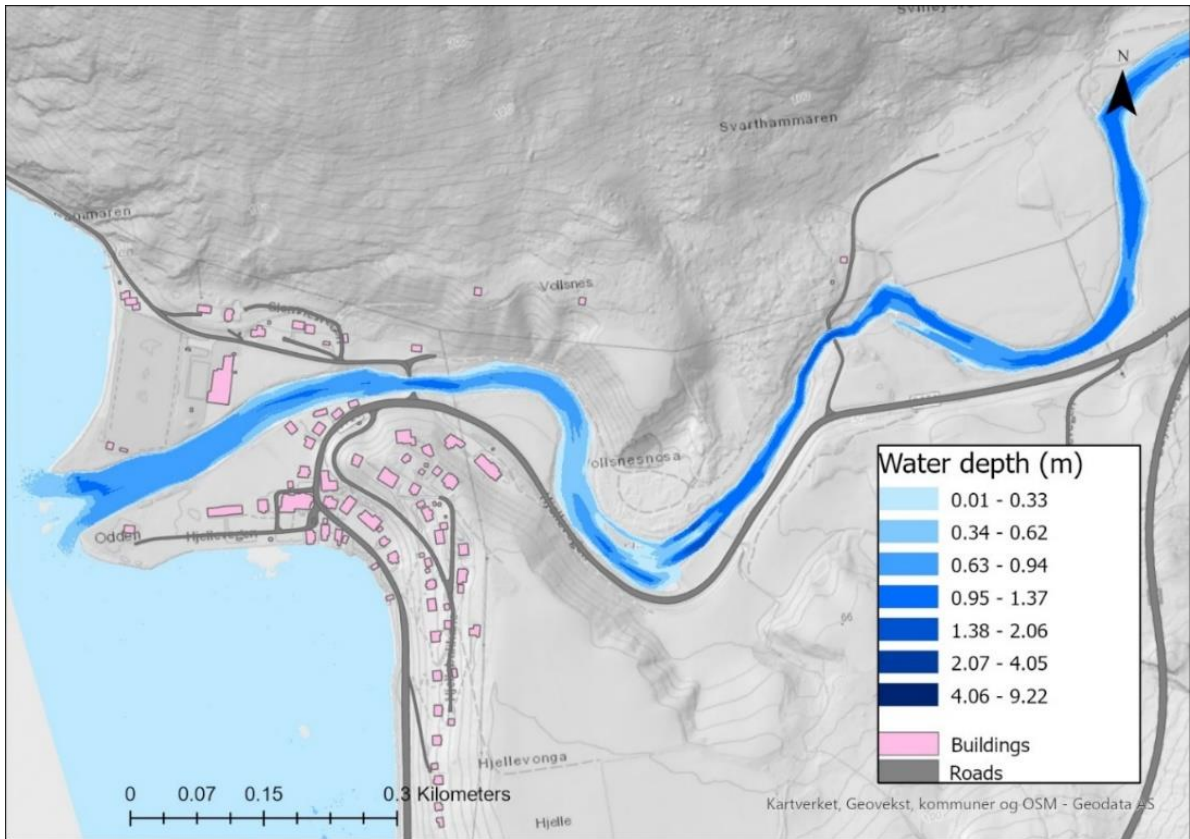 N
Svarthammaren
Vollsnes
Odden
Hjellevegen
Water depth (m)
0.01 - 0.33
0.34 - 0.62
0.63 - 0.94
0.95 - 1.37
1.38 - 2.06
2.07 - 4.05
4.06 - 9.22
Buildings
Roads
66
Hjellevonga
0 0.07 0.15 0.3 Kilometers
Kartverket, Geovekst, kommuner og OSM - Geodata AS
Hjelle